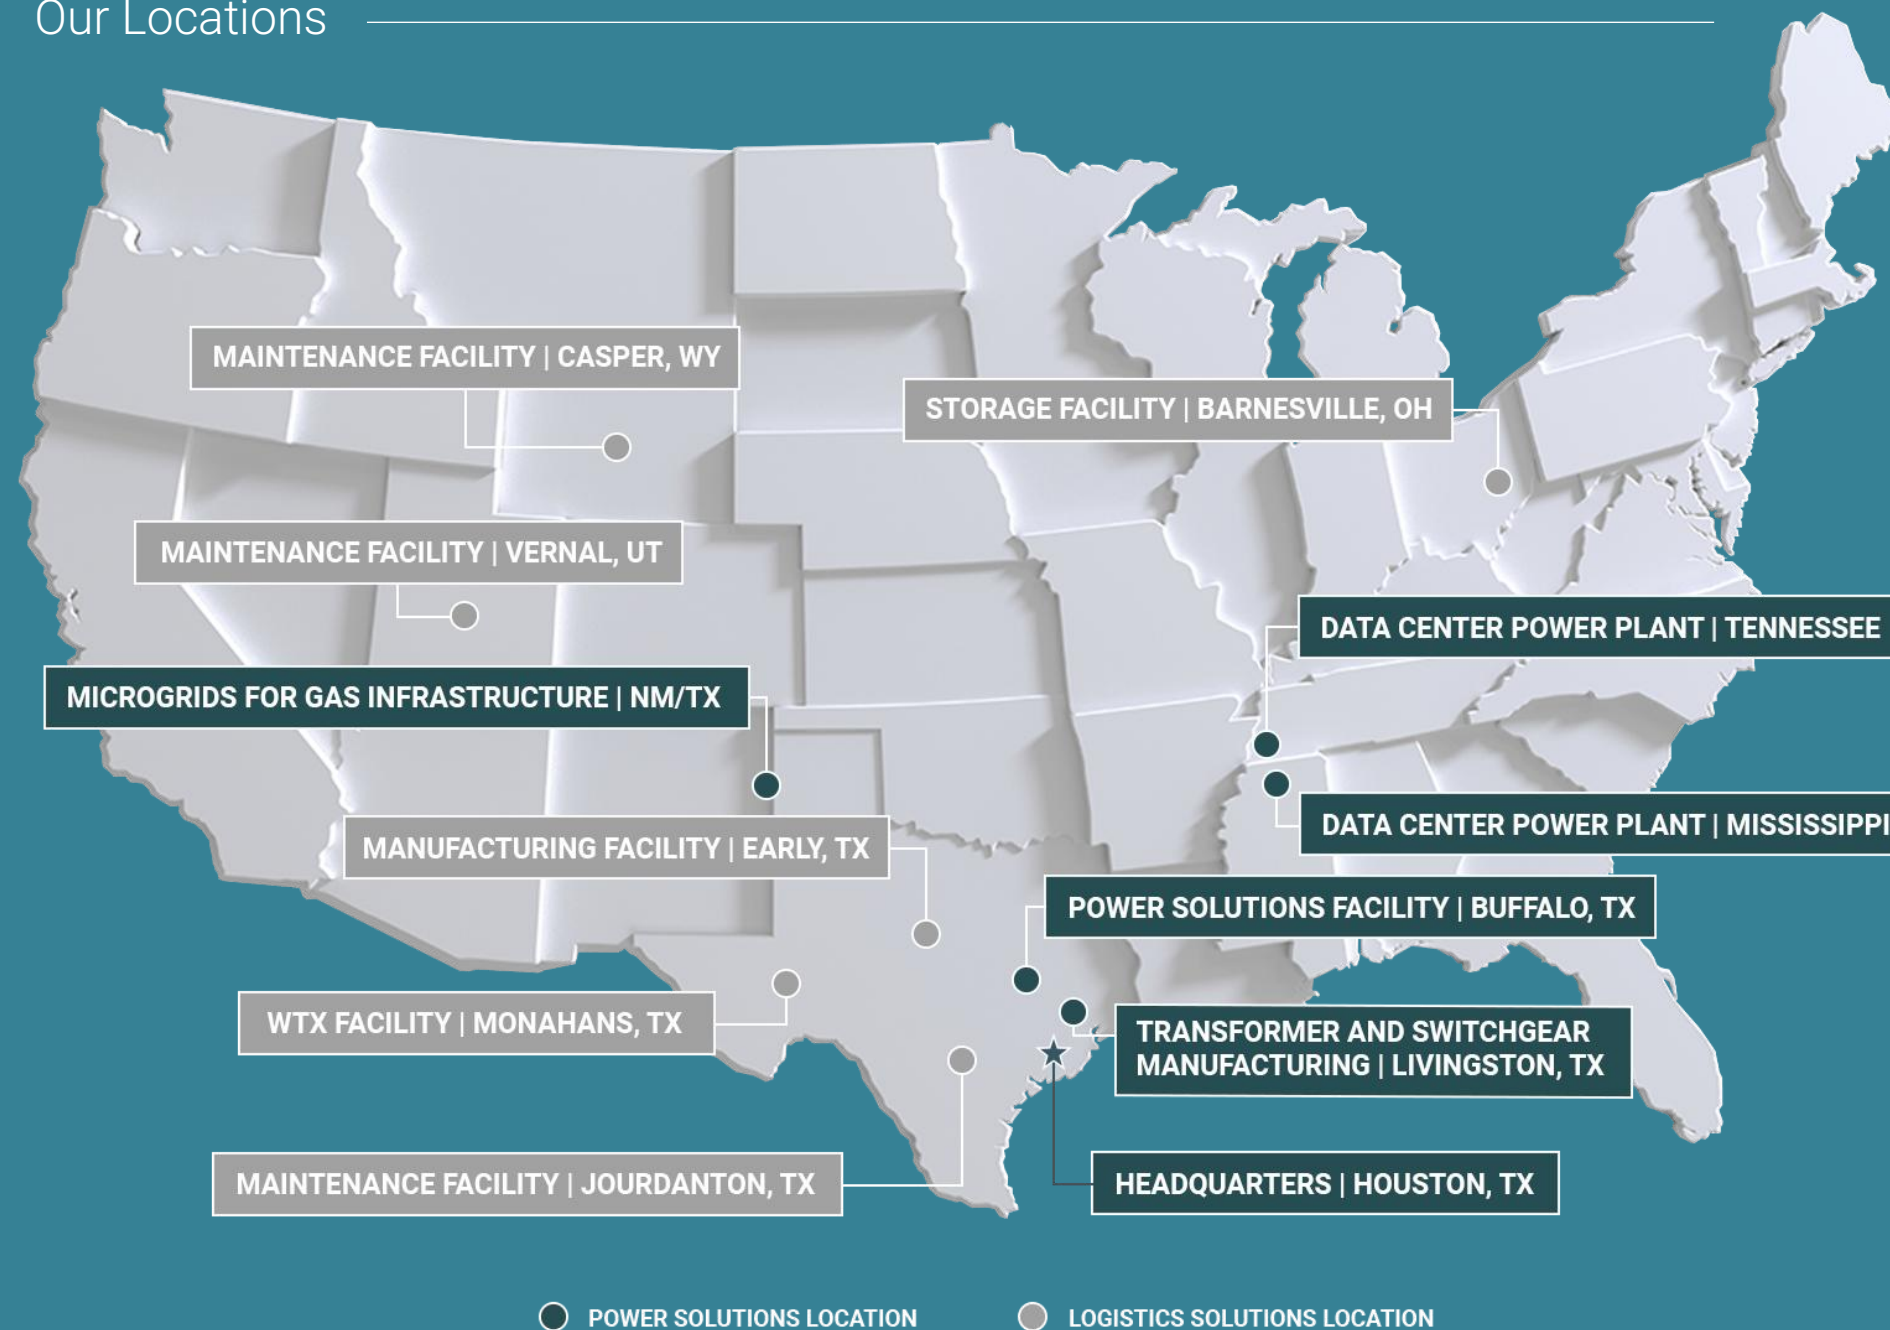 Our Locations
MAINTENANCE FACILITY | CASPER, WY
STORAGE FACILITY | BARNESVILLE, OH
MAINTENANCE FACILITY | VERNAL, UT
DATA CENTER POWER PLANT | TENNESSEE
MICROGRIDS FOR GAS INFRASTRUCTURE | NM/TX
DATA CENTER POWER PLANT | MISSISSIPPI
MANUFACTURING FACILITY | EARLY, TX
POWER SOLUTIONS FACILITY | BUFFALO, TX
WTX FACILITY | MONAHANS, TX
TRANSFORMER AND SWITCHGEAR
MANUFACTURING | LIVINGSTON, TX
MAINTENANCE FACILITY | JOURDANTON, TX
HEADQUARTERS | HOUSTON, TX
POWER SOLUTIONS LOCATION
LOGISTICS SOLUTIONS LOCATION